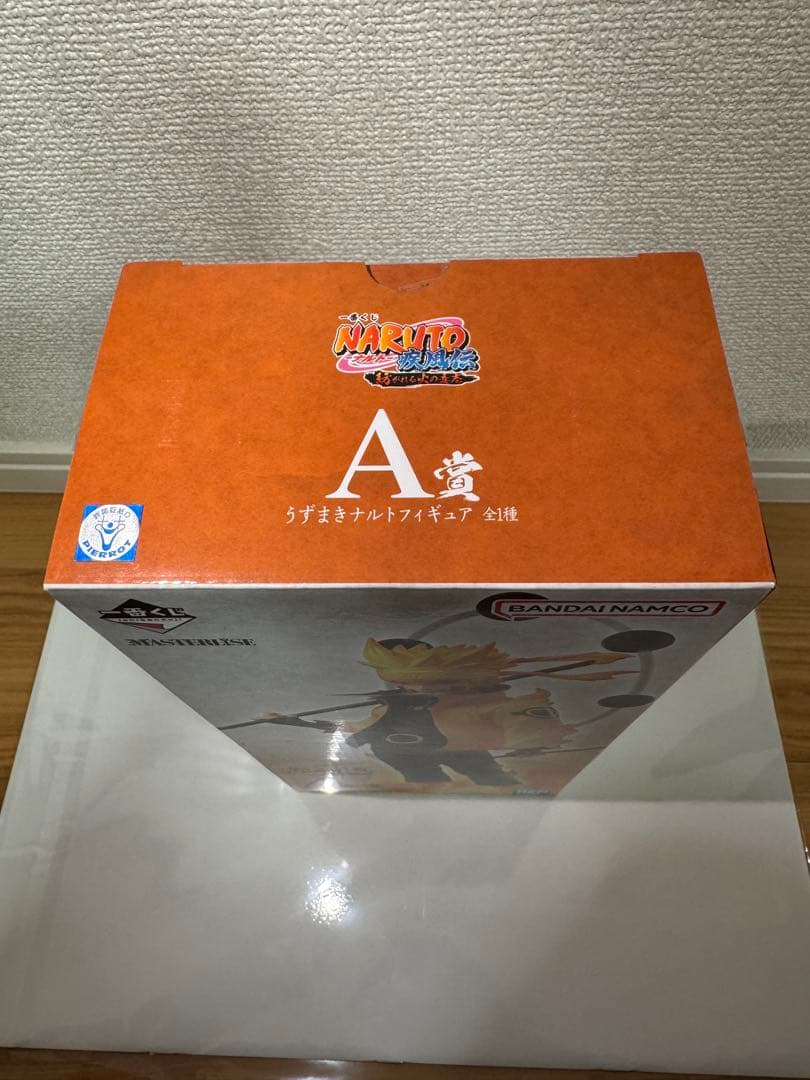 一番くじ
NARUTO
ーナルトー
疾風伝
紡がれる火の意志
A賞
うずまきナルトフィギュア 全1種
PIERROT
一番くじ
BANDAI NAMCO
MASTERLISE